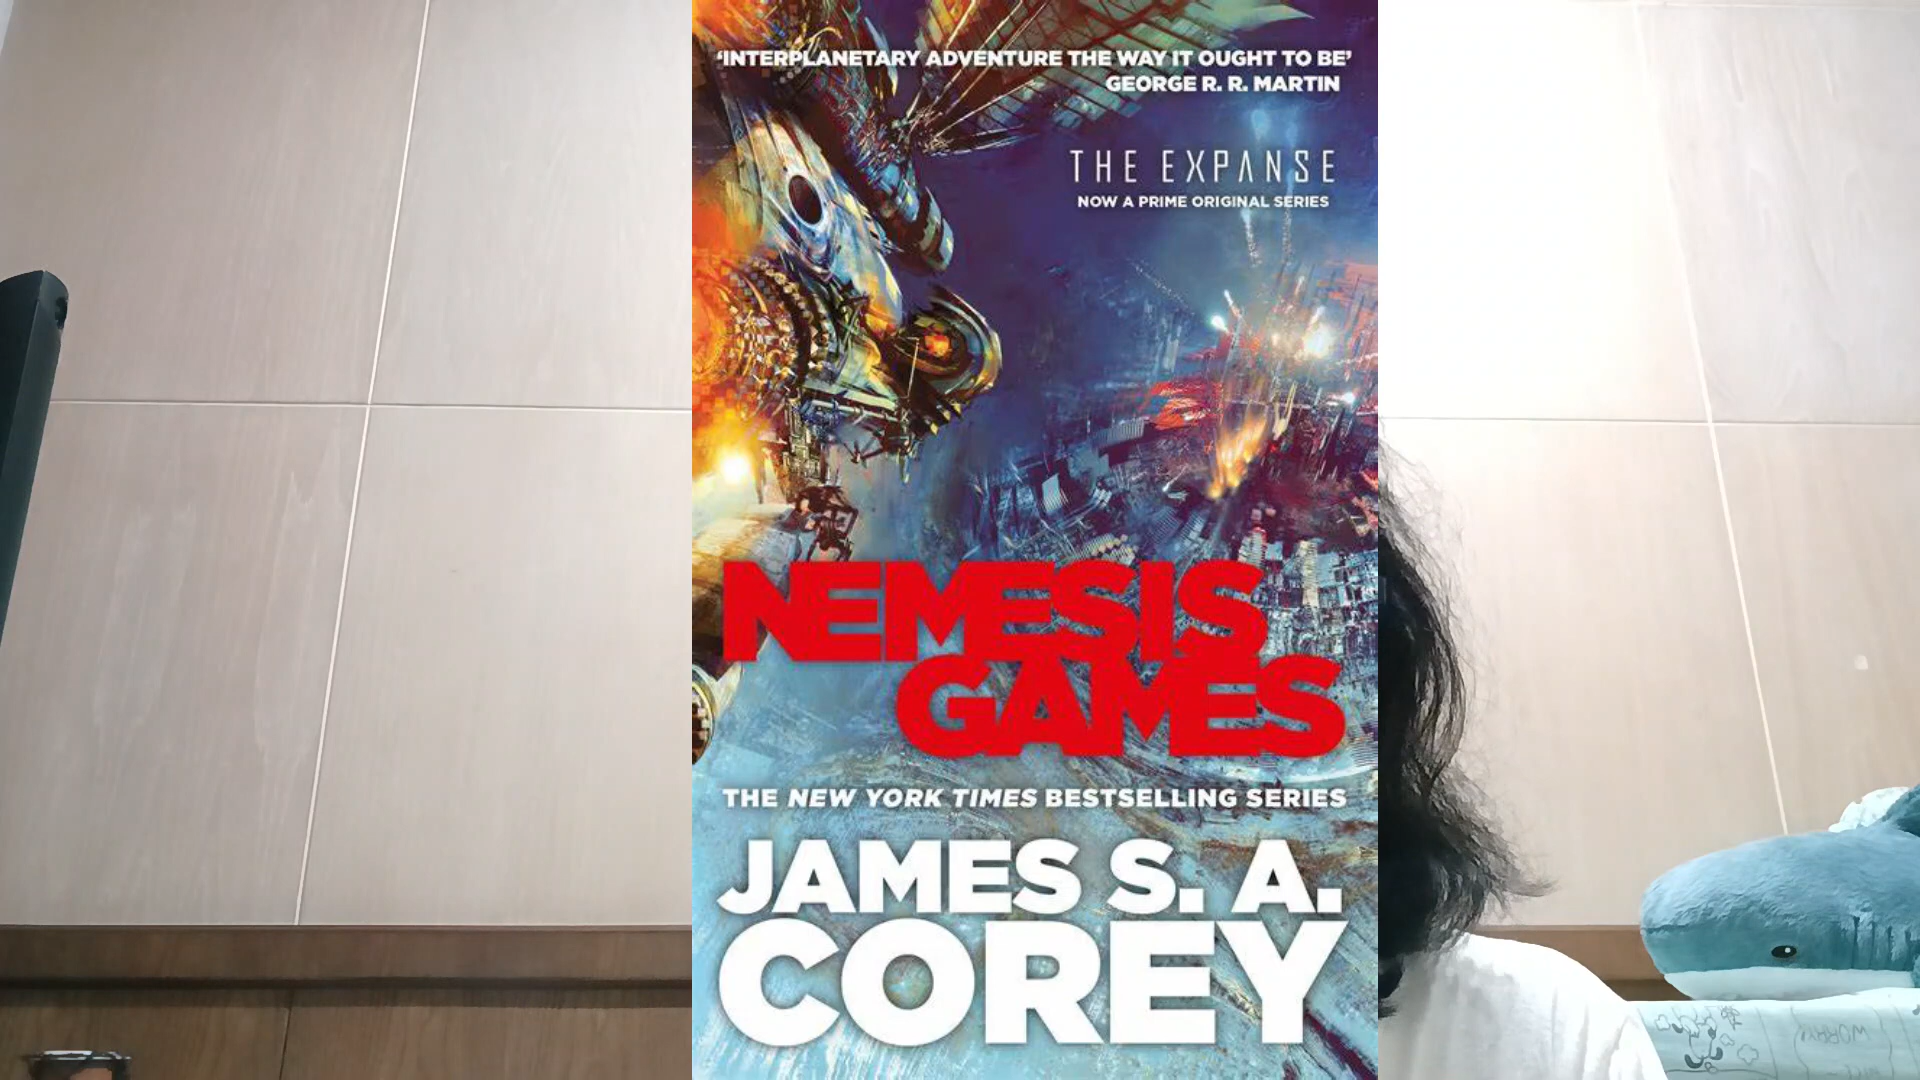 ‘INTERPLANETARY ADVENTURE THE WAY IT OUGHT TO BE’
GEORGE R. R. MARTIN
THE EXPANSE
NOW A PRIME ORIGINAL SERIES
NEMESIS
GAMES
THE NEW YORK TIMES BESTSELLING SERIES
JAMES S. A.
COREY
WORRY